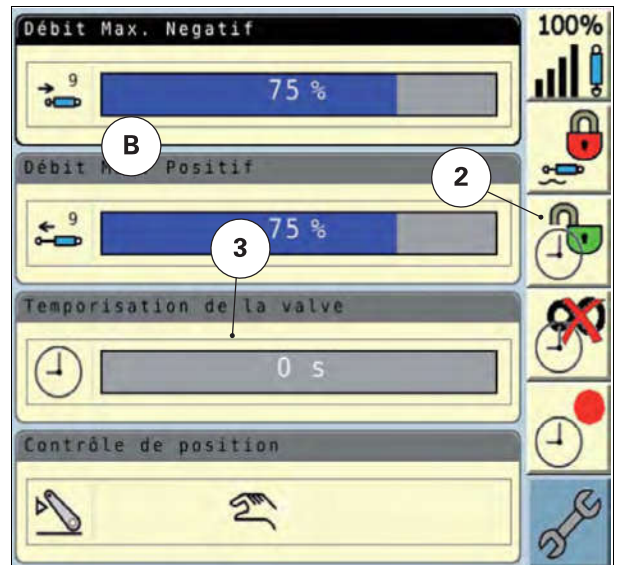 Débit Max. Negatif
100%
9
75 %
B
Débit Positif
2
9
75 %
3
Temporisation de la valve
0 s
Contrôle de position